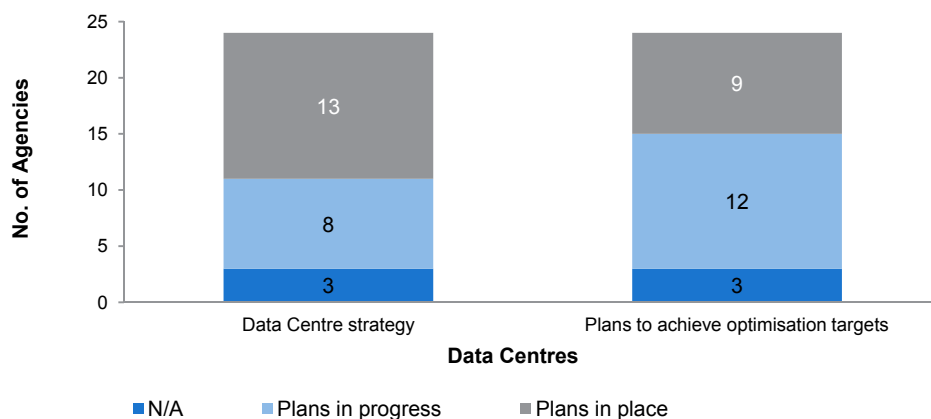 25
20
15
10
5
0
No. of Agencies
13
8
3
9
12
3
Data Centre strategy
Plans to achieve optimisation targets
Data Centres
N/A
Plans in progress
Plans in place